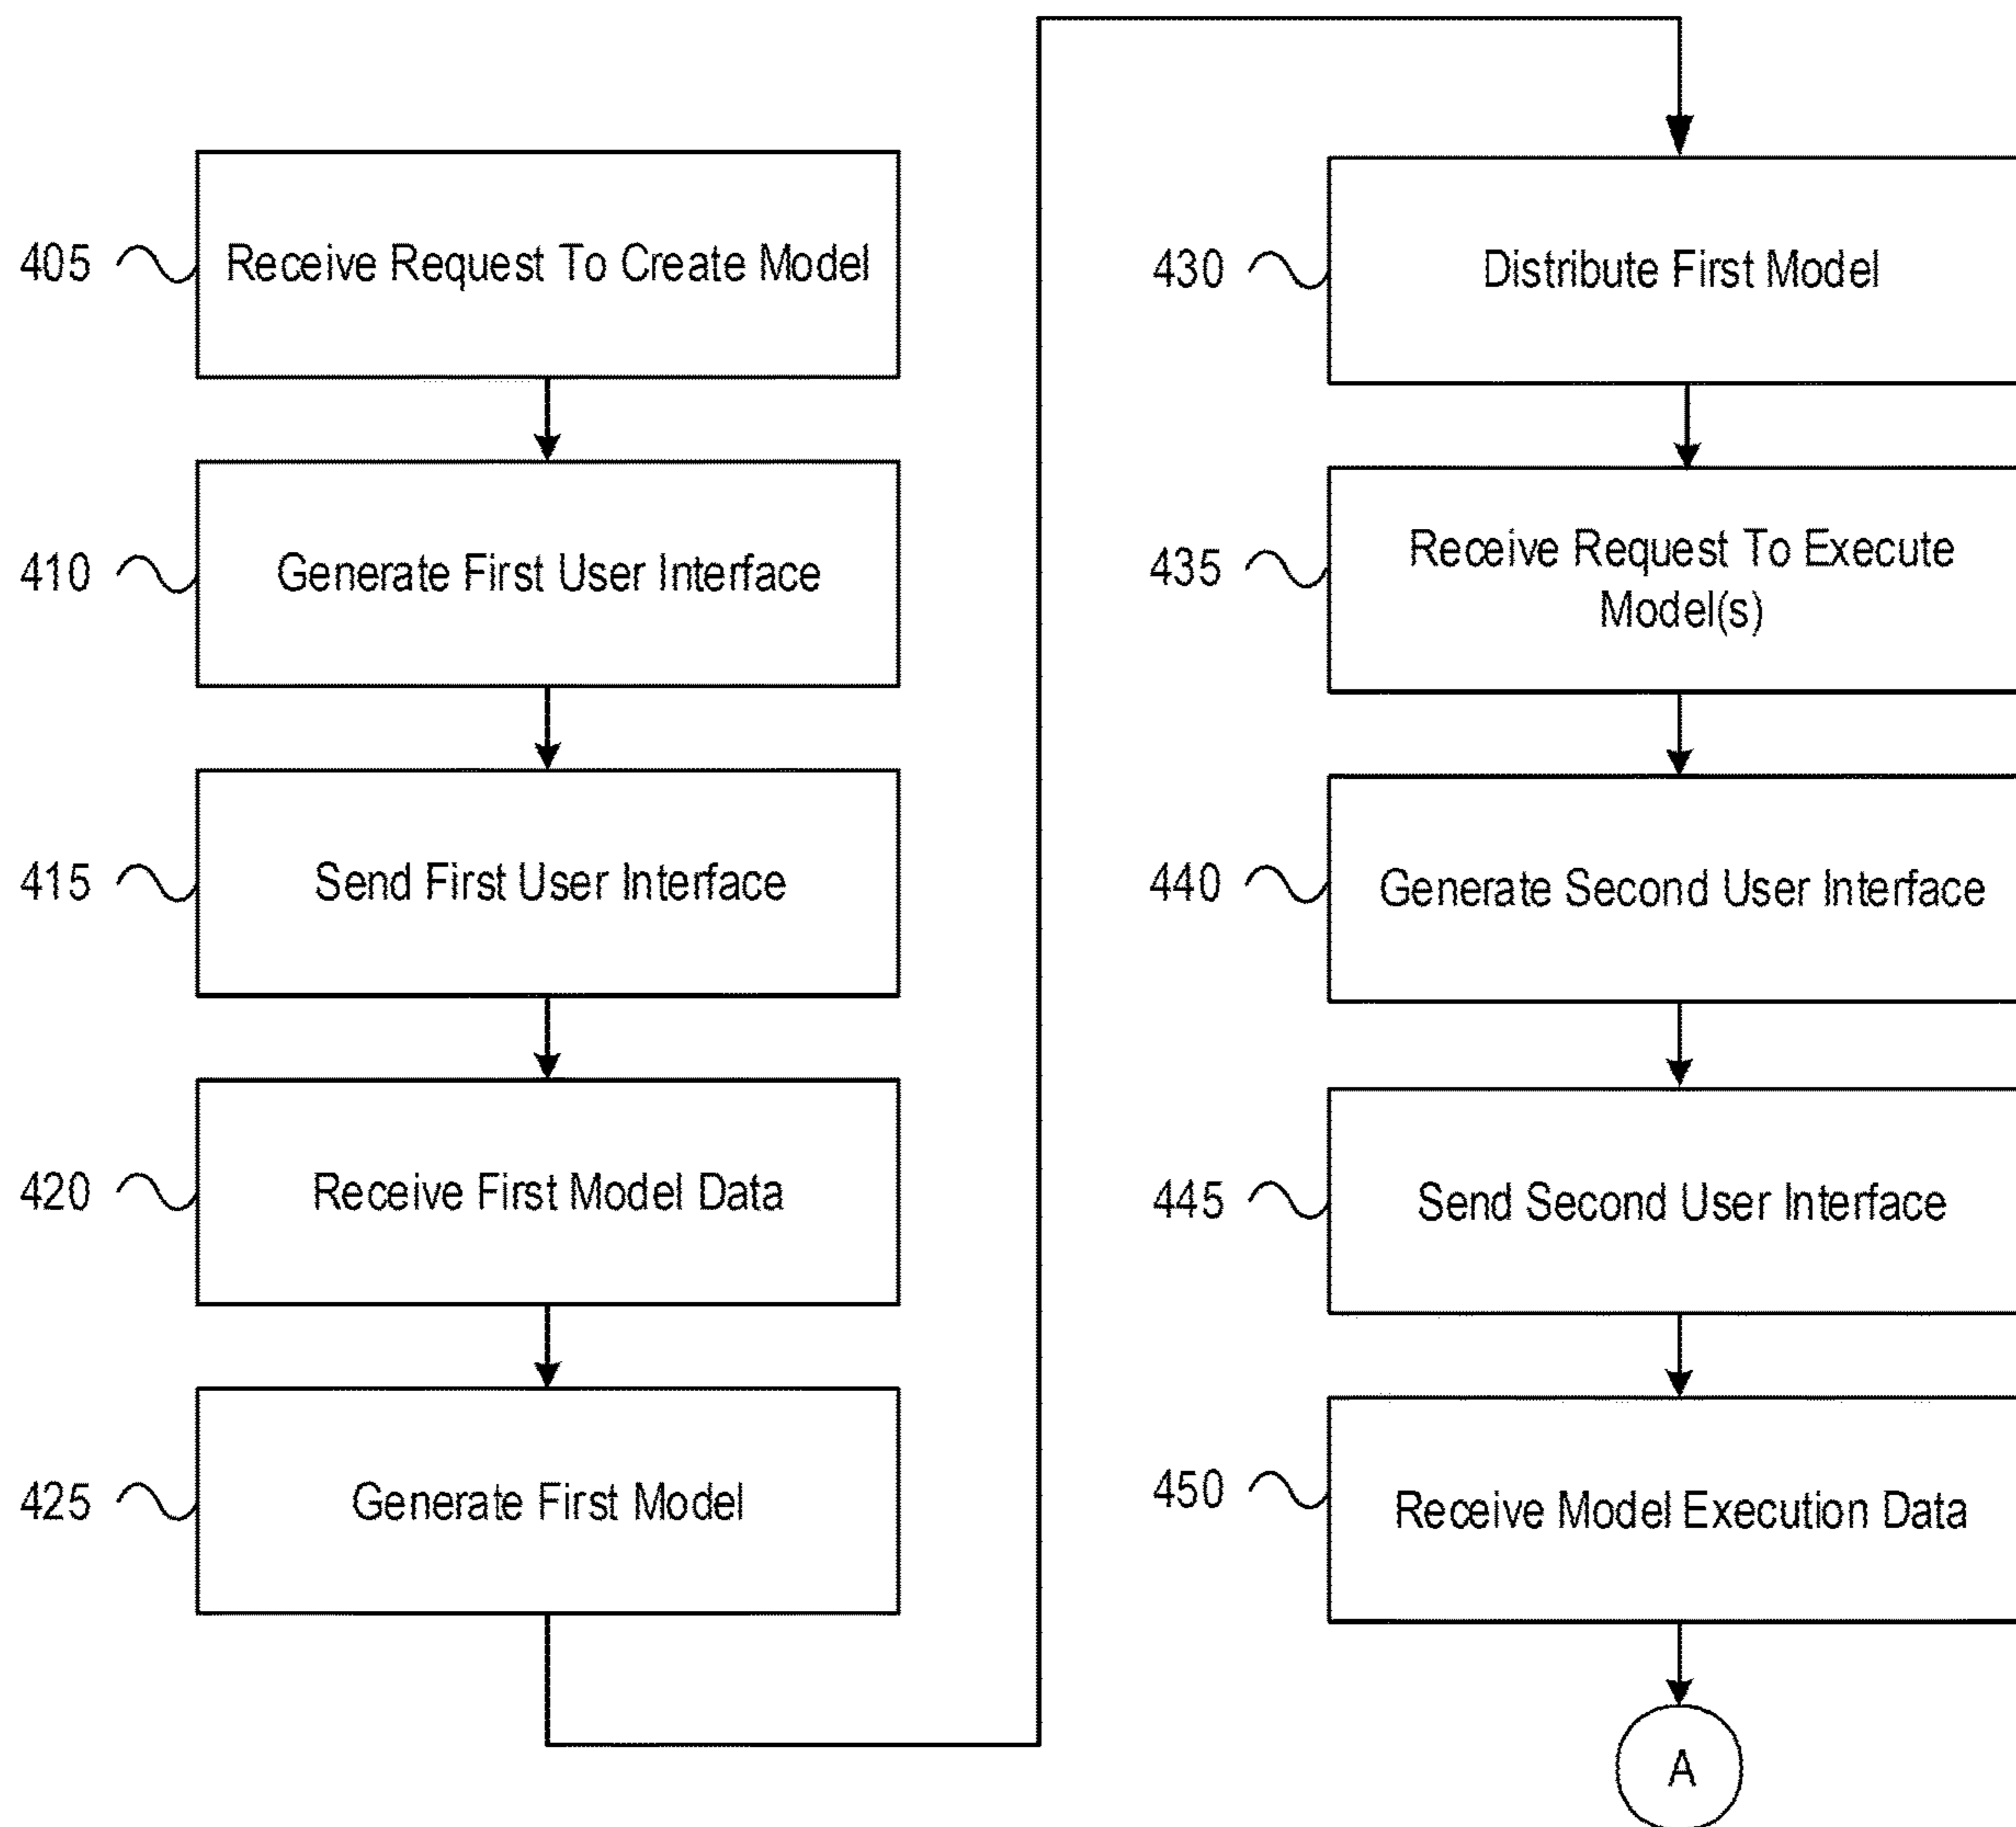 405
Receive Request To Create Model
410
Generate First User Interface
415
Send First User Interface
420
Receive First Model Data
425
Generate First Model
430
Distribute First Model
435
Receive Request To Execute
Model(s)
440
Generate Second User Interface
445
Send Second User Interface
450
Receive Model Execution Data
A